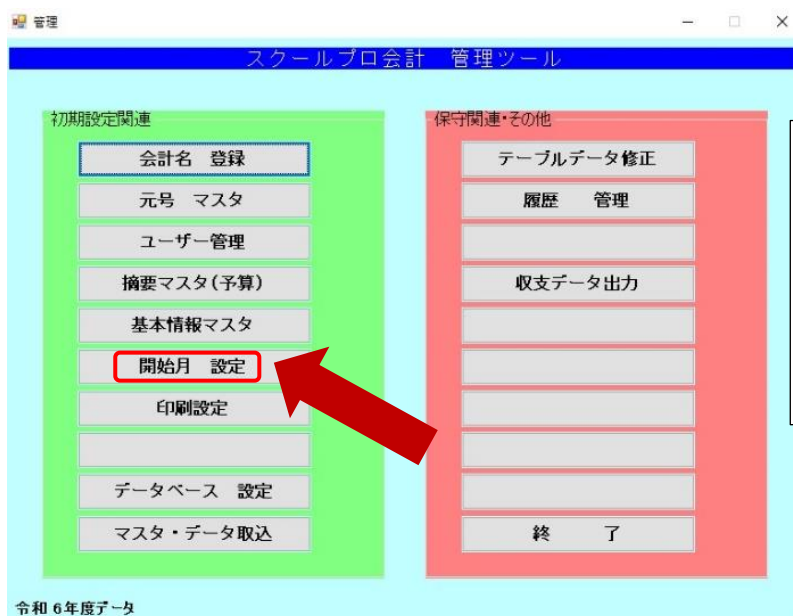 管理
スクールプロ会計　管理ツール
初期設定関連
会計名　登録
元号　マスタ
ユーザー管理
摘要マスタ(予算)
基本情報マスタ
開始月　設定
印刷設定
データベース　設定
マスタ・データ取込
保守関連・その他
テーブルデータ修正
履歴　　管理
収支データ出力
終　　了
令和 6年度データ